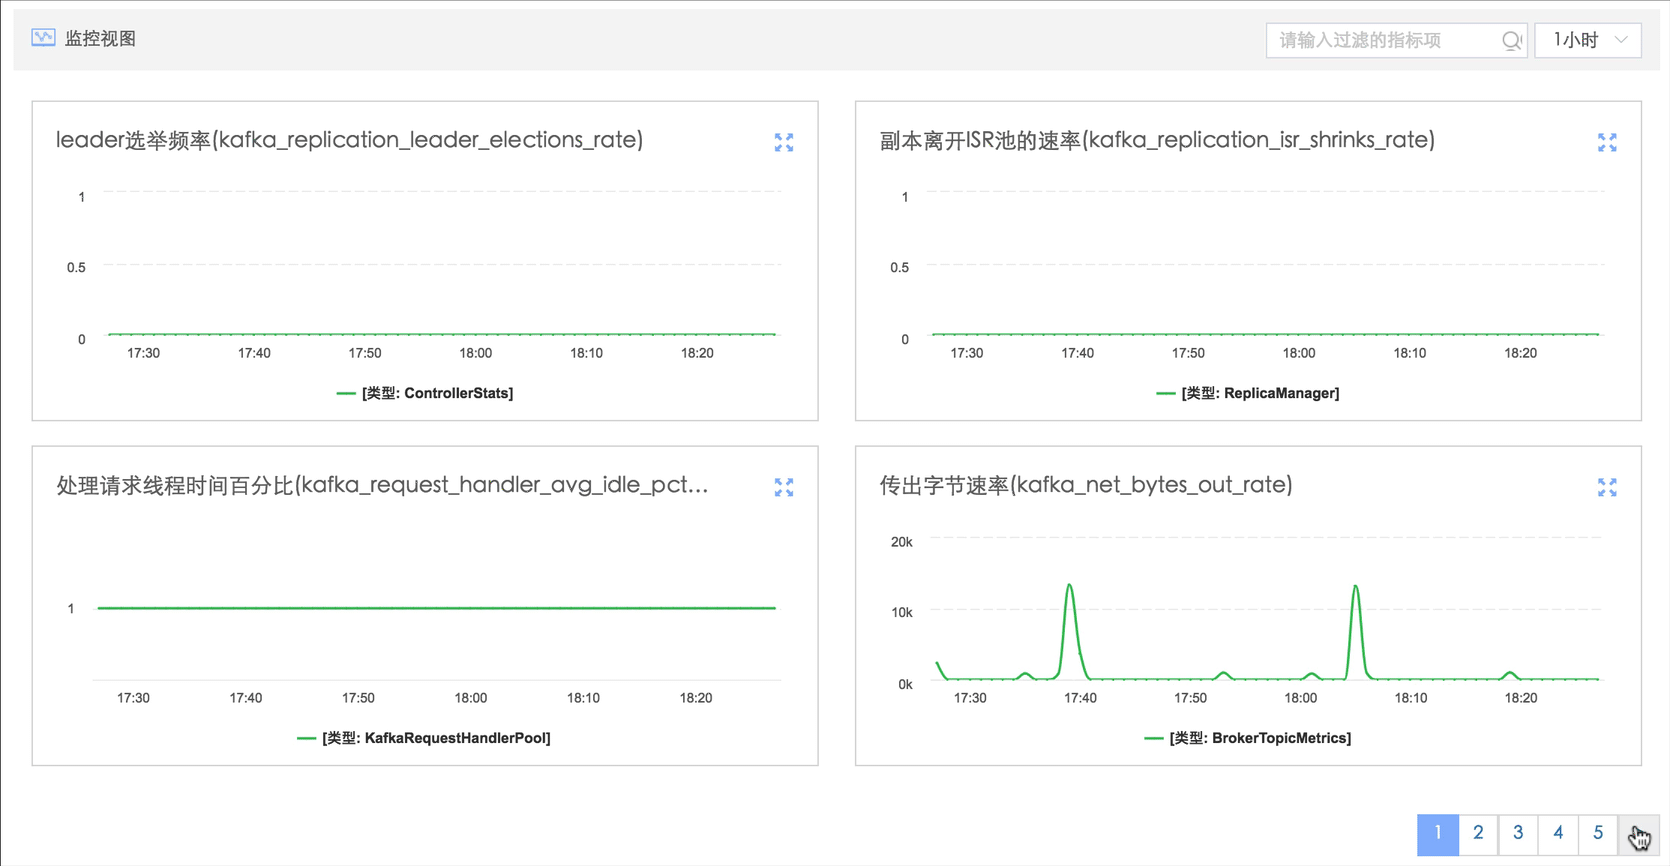 监控视图
请输入过滤的指标项
1小时
leader选举频率(kafka_replication_leader_elections_rate)
1
0.5
0
17:30 17:40 17:50 18:00 18:10 18:20
[类型: ControllerStats]
副本离开ISR池的速率(kafka_replication_isr_shrinks_rate)
1
0.5
0
17:30 17:40 17:50 18:00 18:10 18:20
[类型: ReplicaManager]
处理请求线程时间百分比(kafka_request_handler_avg_idle_pct...
1
17:30 17:40 17:50 18:00 18:10 18:20
[类型: KafkaRequestHandlerPool]
传出字节速率(kafka_net_bytes_out_rate)
20k
10k
0k
17:30 17:40 17:50 18:00 18:10 18:20
[类型: BrokerTopicMetrics]
1 2 3 4 5